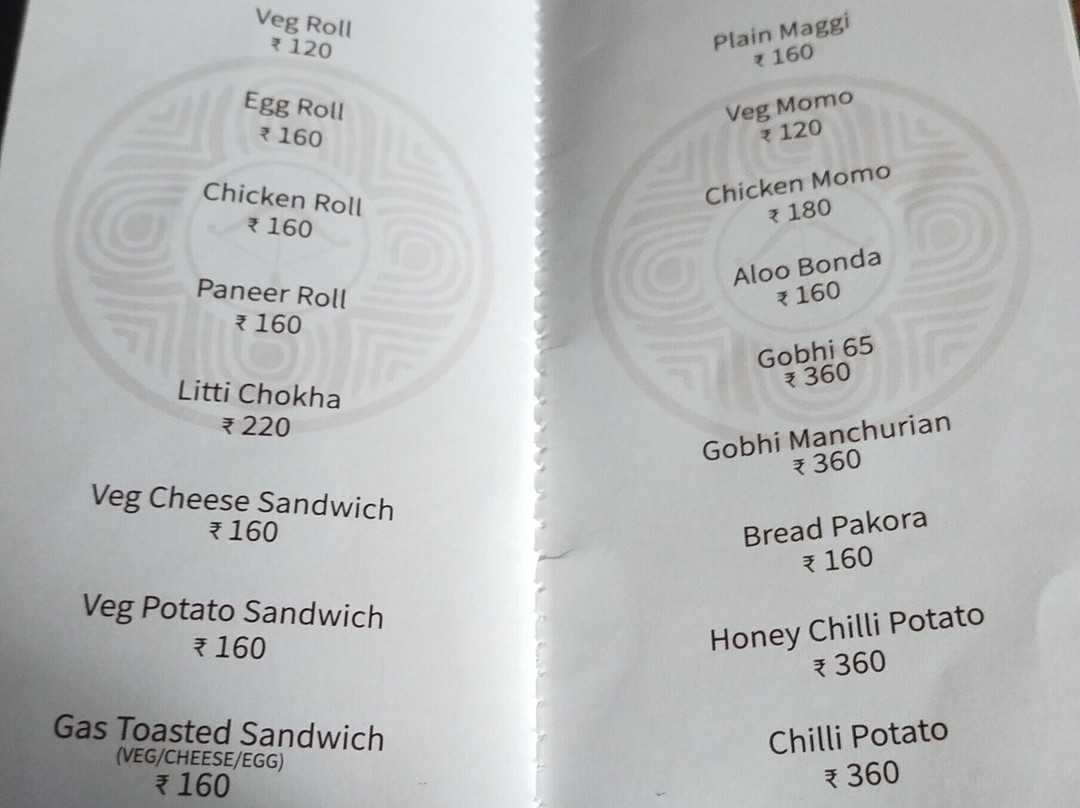 Veg Roll
₹ 120
Egg Roll
₹ 160
Chicken Roll
₹ 160
Paneer Roll
₹ 160
Litti Chokha
₹ 220
Veg Cheese Sandwich
₹ 160
Veg Potato Sandwich
₹ 160
Gas Toasted Sandwich
(VEG/CHEESE/EGG)
₹ 160
Plain Maggi
₹ 160
Veg Momo
₹ 120
Chicken Momo
₹ 180
Aloo Bonda
₹ 160
Gobhi 65
₹ 360
Gobhi Manchurian
₹ 360
Bread Pakora
₹ 160
Honey Chilli Potato
₹ 360
Chilli Potato
₹ 360